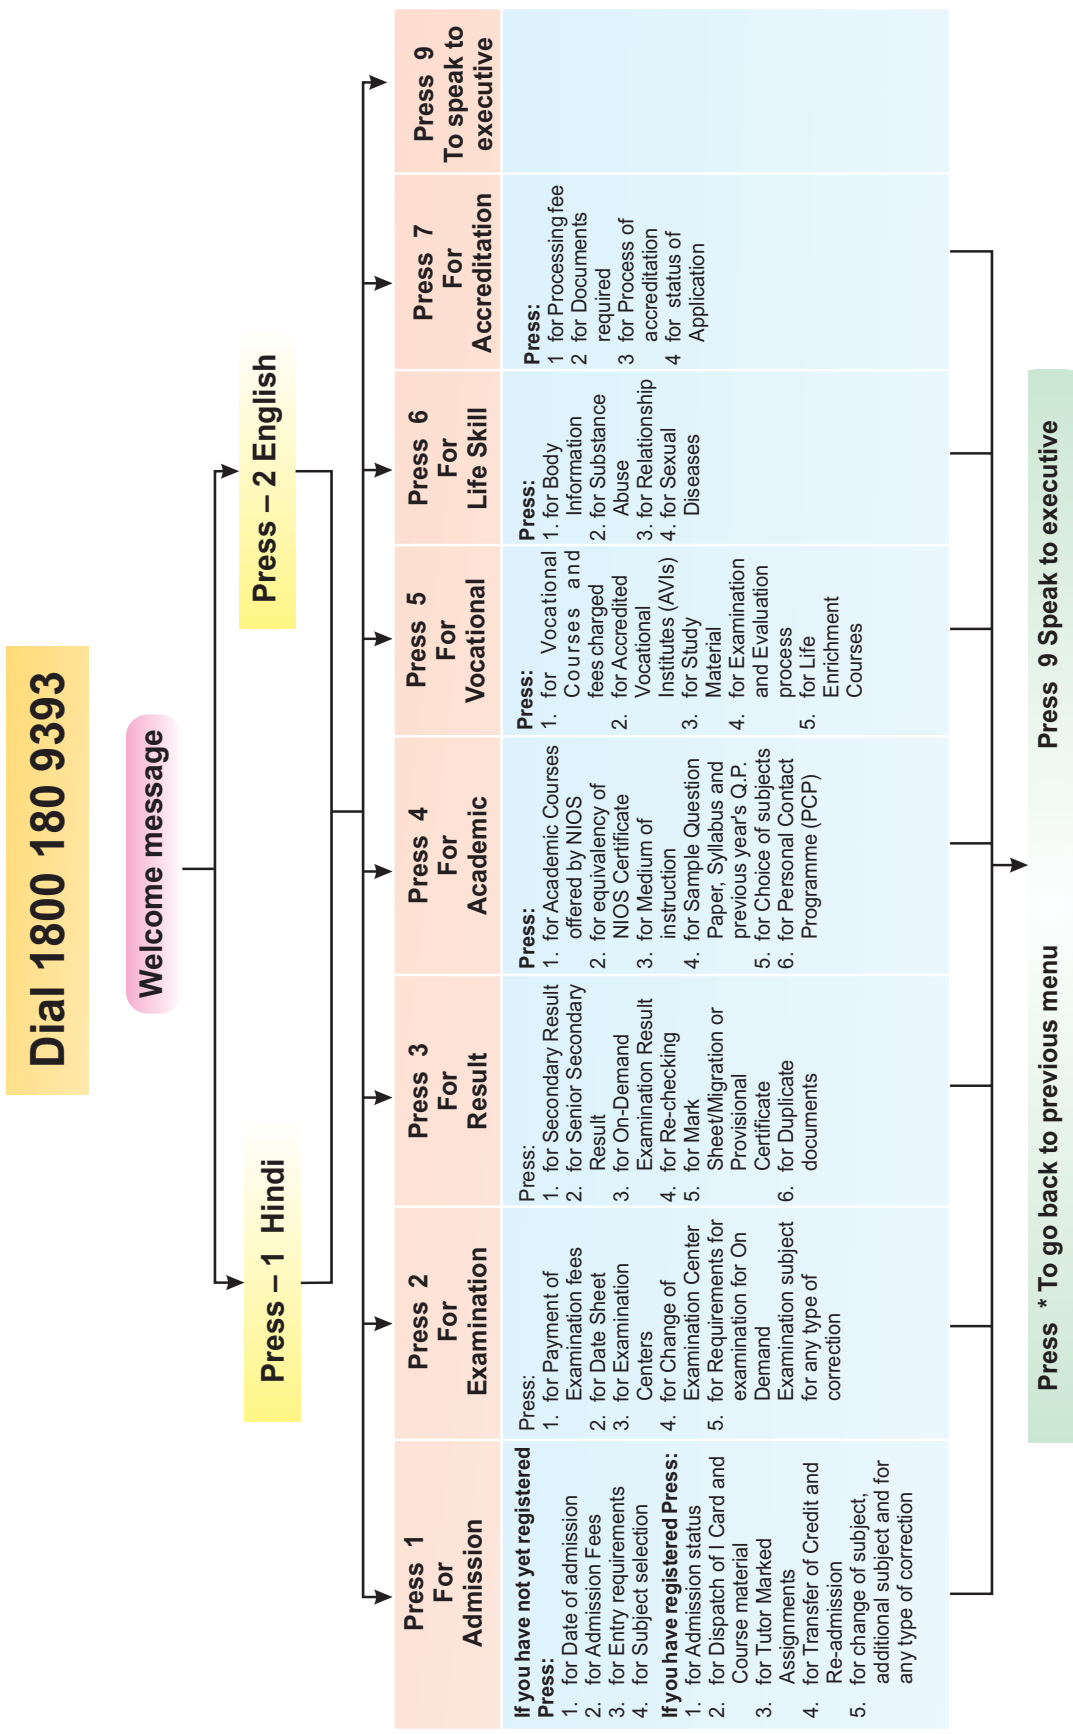 Dial 1800 180 9393
Welcome message
Press – 1 Hindi
Press – 2 English
Press 1
For
Admission
If you have not yet registered
Press:
1. for Date of admission
2. for Admission Fees
3. for Entry requirements
4. for Subject selection
If you have registered Press:
1. for Admission status
2. for Dispatch of I Card and
Course material
3. for Tutor Marked
Assignments
4. for Transfer of Credit and
Re-admission
5. for change of subject,
additional subject and for
any type of correction
Press 2
For
Examination
Press:
1. for Payment of
Examination fees
2. for Date Sheet
3. for Examination
Centers
4. for Change of
Examination Center
5. for Requirements for
examination for On
Demand
Examination subject
for any type of
correction
Press 3
For
Result
Press:
1. for Secondary Result
2. for Senior Secondary
Result
3. for On-Demand
Examination Result
4. for Re-checking
5. for Mark
Sheet/Migration or
Provisional
Certificate
6. for Duplicate
documents
Press 4
For
Academic
Press:
1. for Academic Courses
offered by NIOS
2. for equivalency of
NIOS Certificate
3. for Medium of
instruction
4. for Sample Question
Paper, Syllabus and
previous year's Q.P.
5. for Choice of subjects
6. for Personal Contact
Programme (PCP)
Press 5
For
Vocational
Press:
1. for Vocational
Courses and
fees charged
2. for Accredited
Vocational
Institutes (AVIs)
3. for Study
Material
4. for Examination
and Evaluation
process
5. for Life
Enrichment
Courses
Press 6
For
Life Skill
Press:
1. for Body
Information
2. for Substance
Abuse
3. for Relationship
4. for Sexual
Diseases
Press 7
For
Accreditation
Press:
1 for Processing fee
2 for Documents
required
3 for Process of
accreditation
4 for status of
Application
Press 9
To speak to
executive
Press * To go back to previous menu
Press 9 Speak to executive